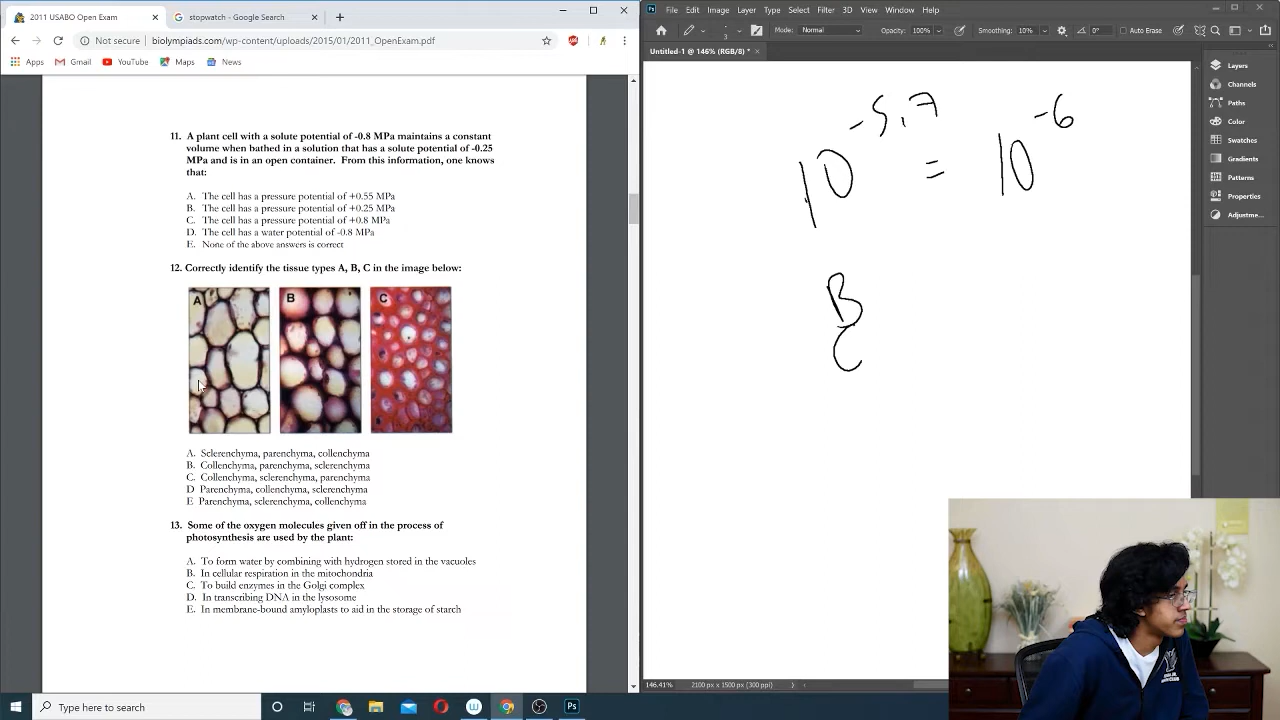 2011 USABO Open Exam
stopwatch - Google Search
Not secure
biolympiads.com/wp-content/uploads/2015/01/2011_OpenExam.pdf
Apps
Gmail
YouTube
Maps
News
11. A plant cell with a solute potential of -0.8 MPa maintains a constant
volume when bathed in a solution that has a solute potential of -0.25
MPa and is in an open container. From this information, one knows
that:
A. The cell has a pressure potential of +0.55 MPa
B. The cell has a pressure potential of +0.25 MPa
C. The cell has a pressure potential of +0.8 MPa
D. The cell has a water potential of -0.8 MPa
E. None of the above answers is correct
12. Correctly identify the tissue types A, B, C in the image below:
A
B
C
A. Sclerenchyma, parenchyma, collenchyma
B. Collenchyma, parenchyma, sclerenchyma
C. Collenchyma, sclerenchyma, parenchyma
D Parenchyma, collenchyma, sclerenchyma
E Parenchyma, sclerenchyma, collenchyma
13. Some of the oxygen molecules given off in the process of
photosynthesis are used by the plant:
A. To form water by combining with hydrogen stored in the vacuoles
B. In cellular respiration in the mitochondria
C. To build enzymes in the Golgi complex
D. In transcribing DNA in the lysosome
E. In membrane-bound amyloplasts to aid in the storage of starch
Type here to search
Ps
File Edit Image Layer Type Select Filter 3D View Window Help
3
Mode: Normal
Opacity: 100%
Smoothing: 10%
0°
Auto Erase
Untitled-1 @ 146% (RGB/8) *
10^-5.7 = 10^-6
B
C
Layers
Channels
Paths
Color
Swatches
Gradients
Patterns
Properties
Adjustme...
146.41%
2100 px x 1500 px (300 ppi)
Ps